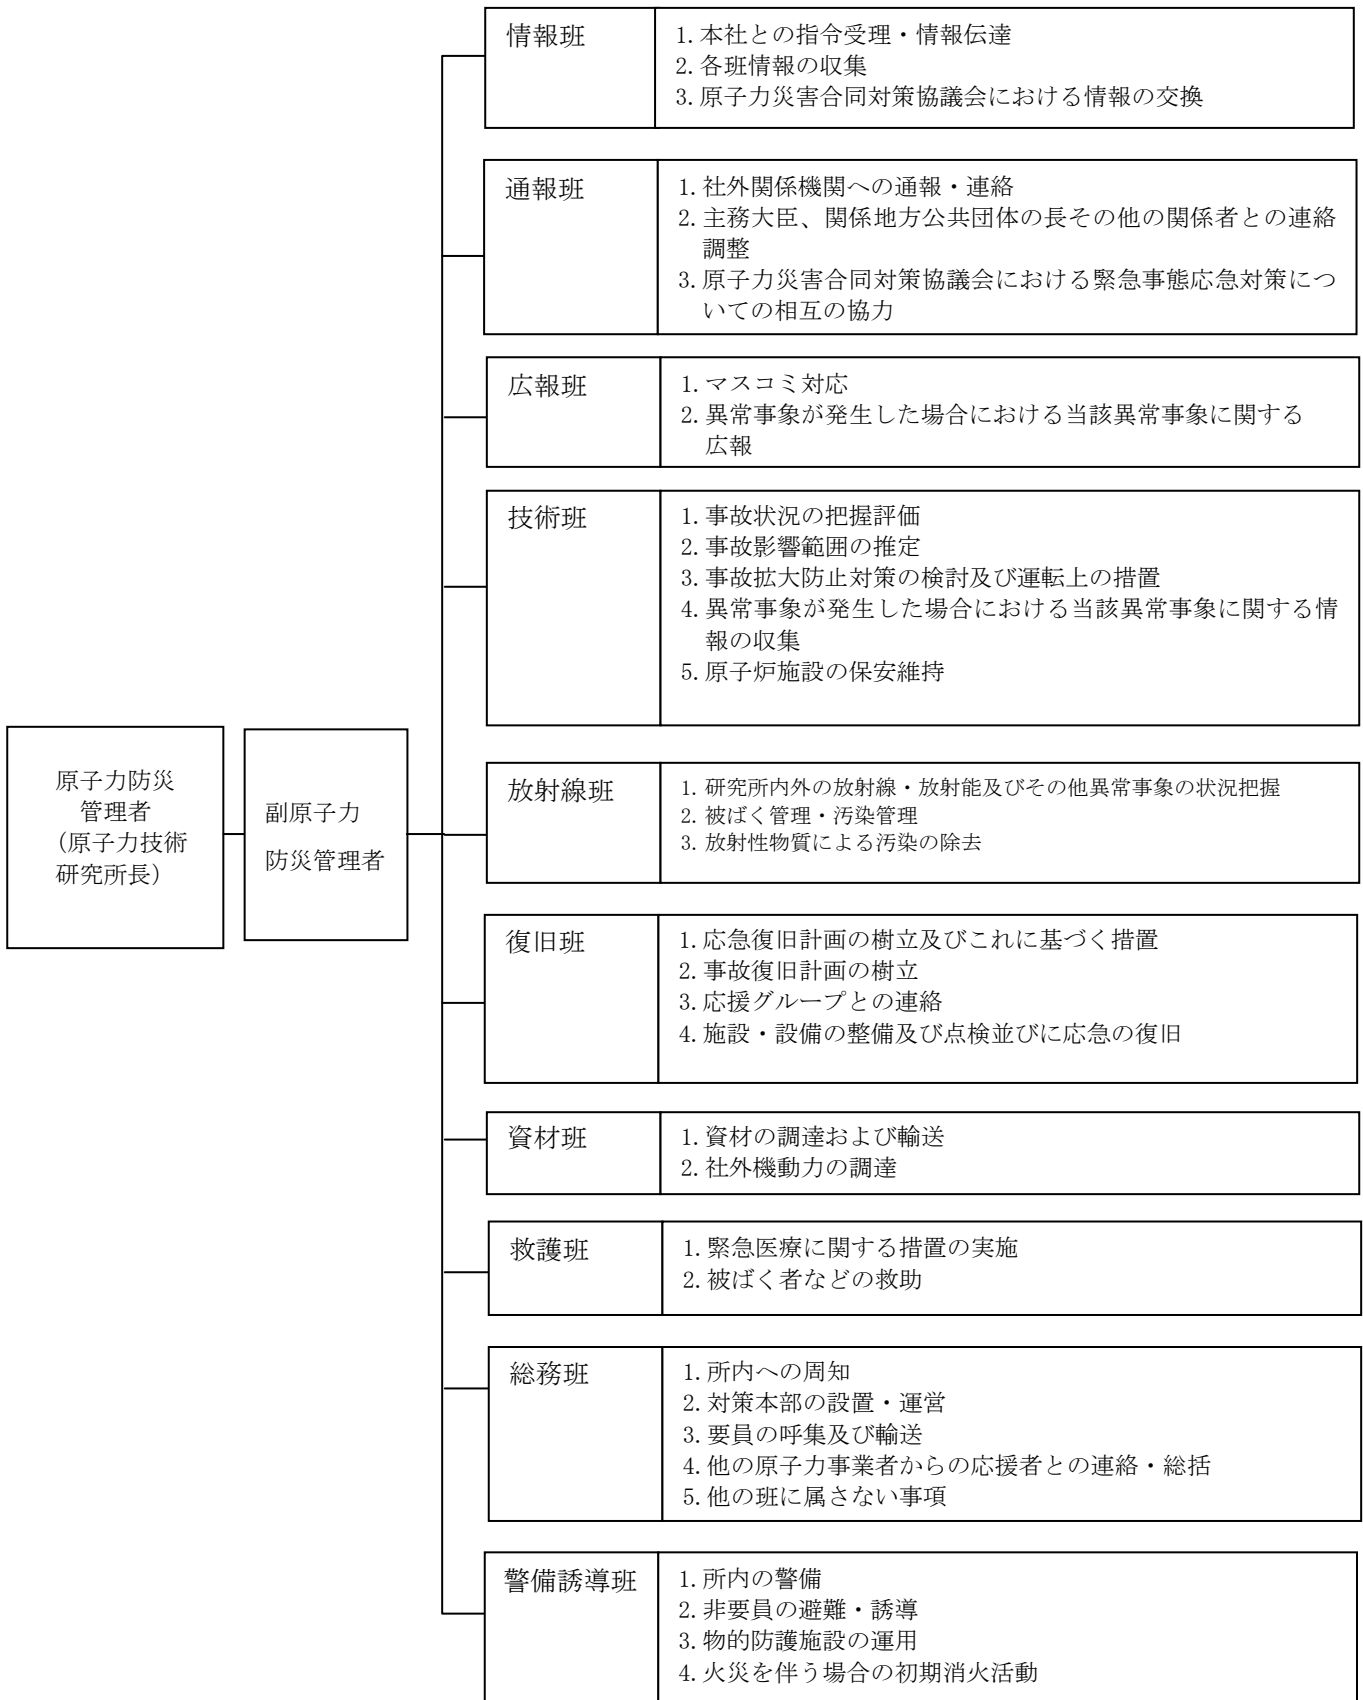 情報班
1. 本社との指令受理・情報伝達
2. 各班情報の収集
3. 原子力災害合同対策協議会における情報の交換
通報班
1. 社外関係機関への通報・連絡
2. 主務大臣、関係地方公共団体の長その他の関係者との連絡
調整
3. 原子力災害合同対策協議会における緊急事態応急対策につ
いての相互の協力
広報班
1. マスコミ対応
2. 異常事象が発生した場合における当該異常事象に関する
広報
技術班
1. 事故状況の把握評価
2. 事故影響範囲の推定
3. 事故拡大防止対策の検討及び運転上の措置
4. 異常事象が発生した場合における当該異常事象に関する情
報の収集
5. 原子炉施設の保安維持
原子力防災
管理者
(原子力技術
研究所長)
副原子力
防災管理者
放射線班
1. 研究所内外の放射線・放射能及びその他異常事象の状況把握
2. 被ばく管理・汚染管理
3. 放射性物質による汚染の除去
復旧班
1. 応急復旧計画の樹立及びこれに基づく措置
2. 事故復旧計画の樹立
3. 応援グループとの連絡
4. 施設・設備の整備及び点検並びに応急の復旧
資材班
1. 資材の調達および輸送
2. 社外機動力の調達
救護班
1. 緊急医療に関する措置の実施
2. 被ばく者などの救助
総務班
1. 所内への周知
2. 対策本部の設置・運営
3. 要員の呼集及び輸送
4. 他の原子力事業者からの応援者との連絡・総括
5. 他の班に属さない事項
警備誘導班
1. 所内の警備
2. 非要員の避難・誘導
3. 物的防護施設の運用
4. 火災を伴う場合の初期消火活動